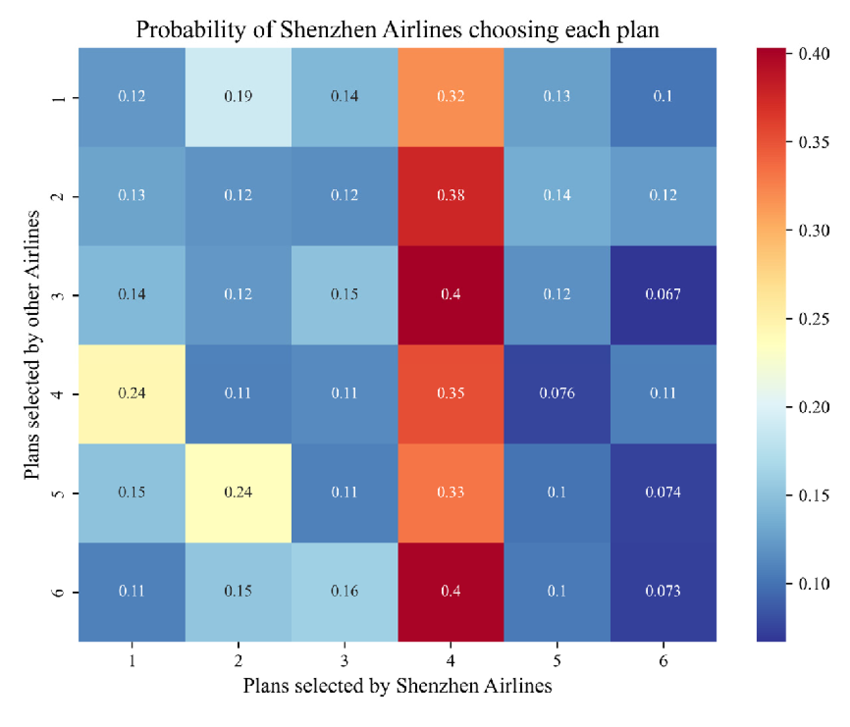 Probability of Shenzhen Airlines choosing each plan
0.40
1 0.12 0.19 0.14 0.32 0.13 0.1
0.35
2 0.13 0.12 0.12 0.38 0.14 0.12
0.30
Plans selected by other Airlines
3 0.14 0.12 0.15 0.4 0.12 0.067
0.25
4 0.24 0.11 0.11 0.35 0.076 0.11
0.20
5 0.15 0.24 0.11 0.33 0.1 0.074
0.15
6 0.11 0.15 0.16 0.4 0.1 0.073
0.10
1 2 3 4 5 6
Plans selected by Shenzhen Airlines